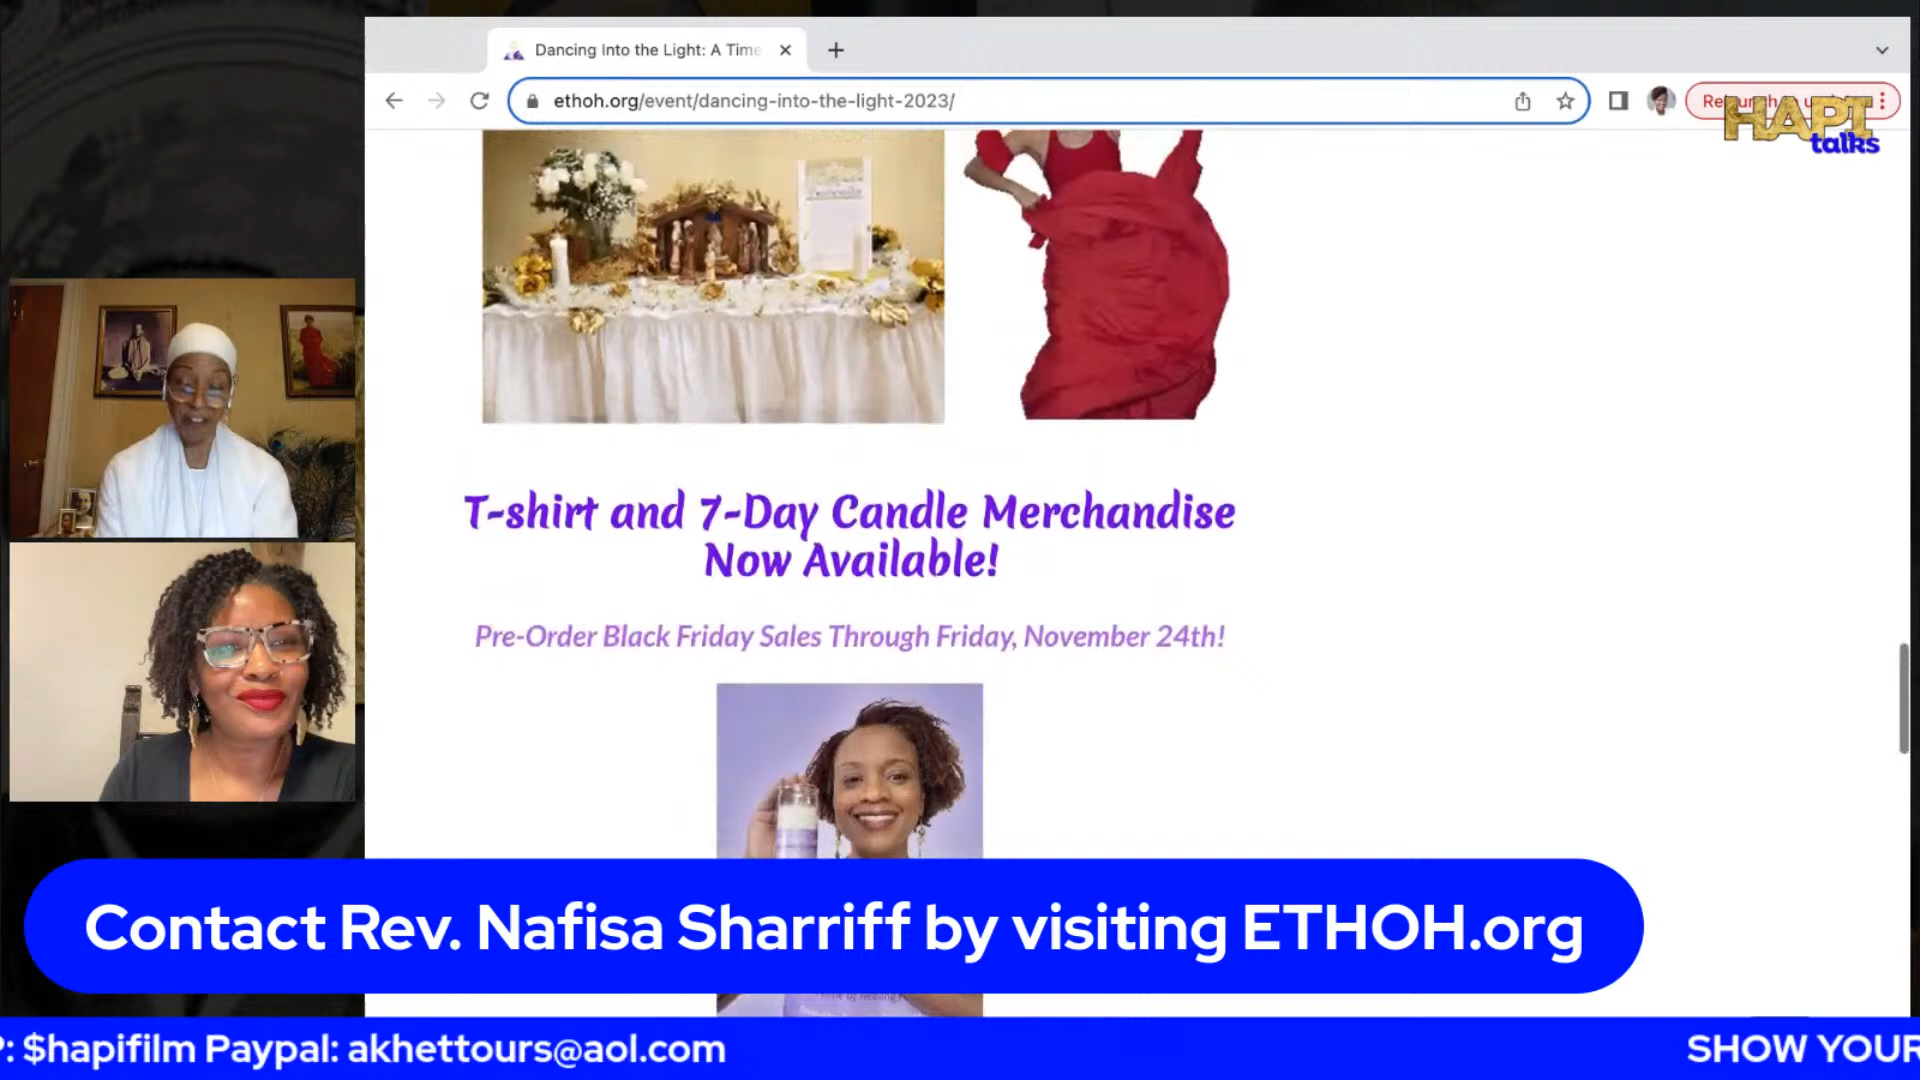 Dancing Into the Light: A Time
ethoh.org/event/dancing-into-the-light-2023/
HAPI
talks
T-shirt and 7-Day Candle Merchandise
Now Available!
Pre-Order Black Friday Sales Through Friday, November 24th!
Contact Rev. Nafisa Sharriff by visiting ETHOH.org
P: $hapifilm Paypal: akhettours@aol.com
SHOW YOUR